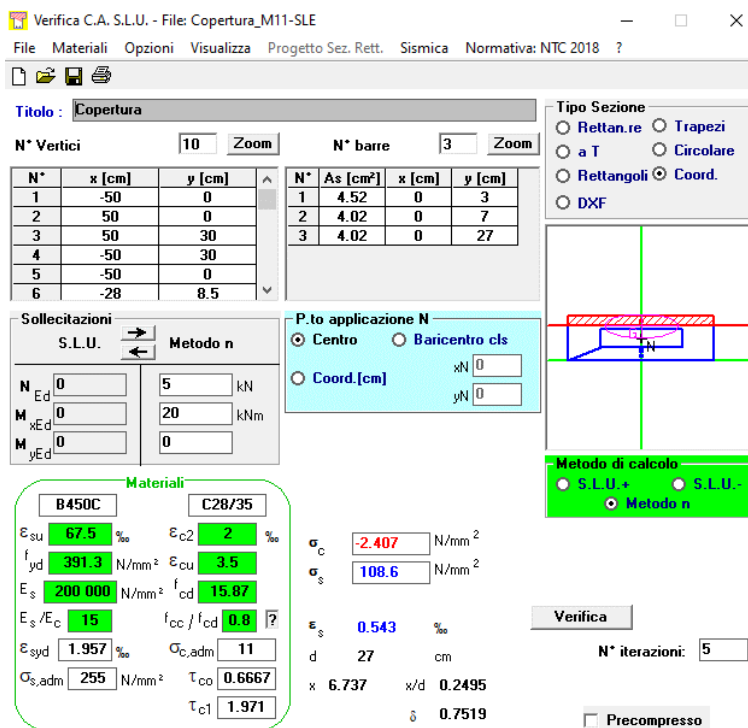 Verifica C.A. S.L.U. - File: Copertura_M11-SLE
File Materiali Opzioni Visualizza Progetto Sez. Rett. Sismica Normativa: NTC 2018 ?
Titolo : Copertura
N° Vertici 10 Zoom N° barre 3 Zoom
N° x [cm] y [cm]
1 -50 0
2 50 0
3 50 30
4 -50 30
5 -50 0
6 -28 8.5
N° As [cm²] x [cm] y [cm]
1 4.52 0 3
2 4.02 0 7
3 4.02 0 27
Tipo Sezione
Rettan.re Trapezi
a T Circolare
Rettangoli Coord.
DXF
N
Sollecitazioni
S.L.U. Metodo n
N Ed 0 5 kN
M xEd 0 20 kNm
M yEd 0 0
P.to applicazione N
Centro Baricentro cls
Coord.[cm] xN 0
yN 0
Metodo di calcolo
S.L.U.+ S.L.U.-
Metodo n
Materiali
B450C C28/35
εsu 67.5 ‰ εc2 2 ‰
fyd 391.3 N/mm² εcu 3.5
Es 200 000 N/mm² fcd 15.87
Es/Ec 15 fcc / fcd 0.8 ?
εsyd 1.957 ‰ σc,adm 11
σs,adm 255 N/mm² τco 0.6667
τc1 1.971
σc -2.407 N/mm²
σs 108.6 N/mm²
εs 0.543 ‰
d 27 cm
x 6.737 x/d 0.2495
δ 0.7519
Verifica
N° iterazioni: 5
Precompresso